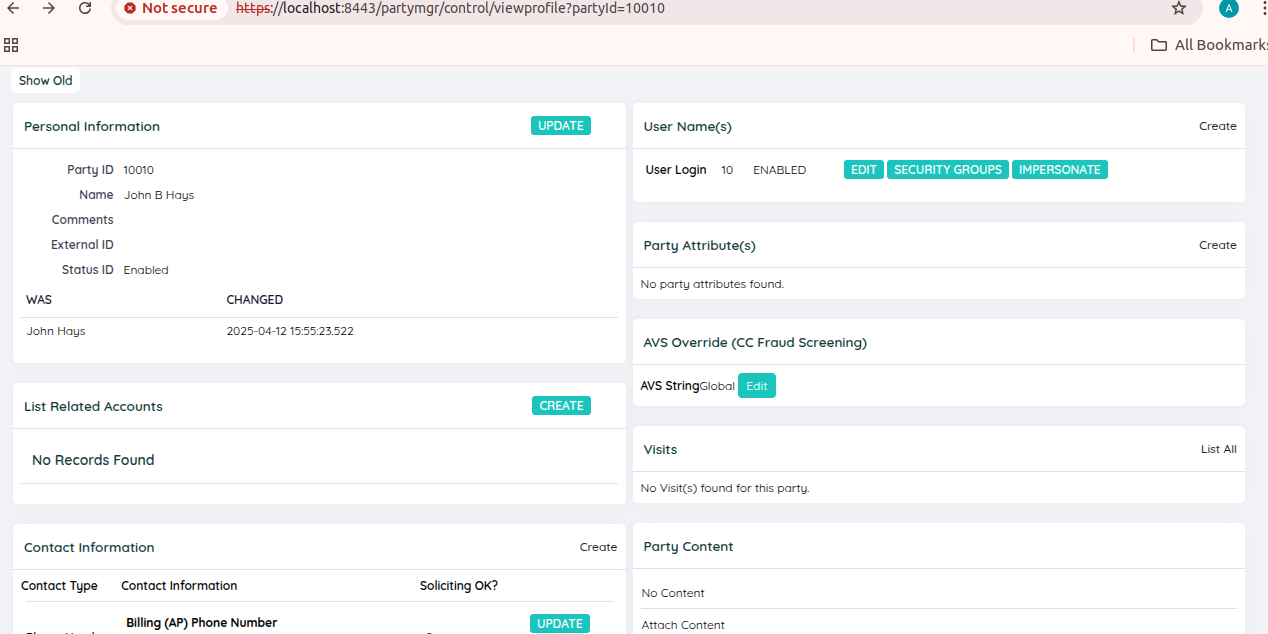 Not secure https://localhost:8443/partymgr/control/viewprofile?partyId=10010 A
All Bookmarks
Show Old
Personal Information UPDATE
Party ID 10010
Name John B Hays
Comments
External ID
Status ID Enabled
WAS CHANGED
John Hays 2025-04-12 15:55:23.522
List Related Accounts CREATE
No Records Found
Contact Information Create
Contact Type Contact Information Soliciting OK?
Billing (AP) Phone Number UPDATE
User Name(s) Create
User Login 10 ENABLED EDIT SECURITY GROUPS IMPERSONATE
Party Attribute(s) Create
No party attributes found.
AVS Override (CC Fraud Screening)
AVS StringGlobal Edit
Visits List All
No Visit(s) found for this party.
Party Content
No Content
Attach Content